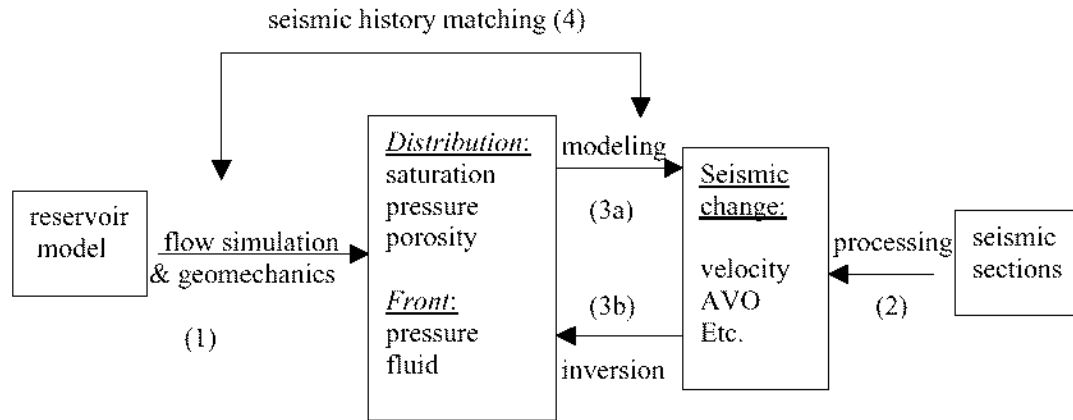 seismic history matching (4)
Distribution:
saturation
pressure
porosity
Front:
pressure
fluid
modeling
(3a)
(3b)
inversion
Seismic
change:
velocity
AVO
Etc.
reservoir
model
flow simulation
& geomechanics
(1)
processing
(2)
seismic
sections